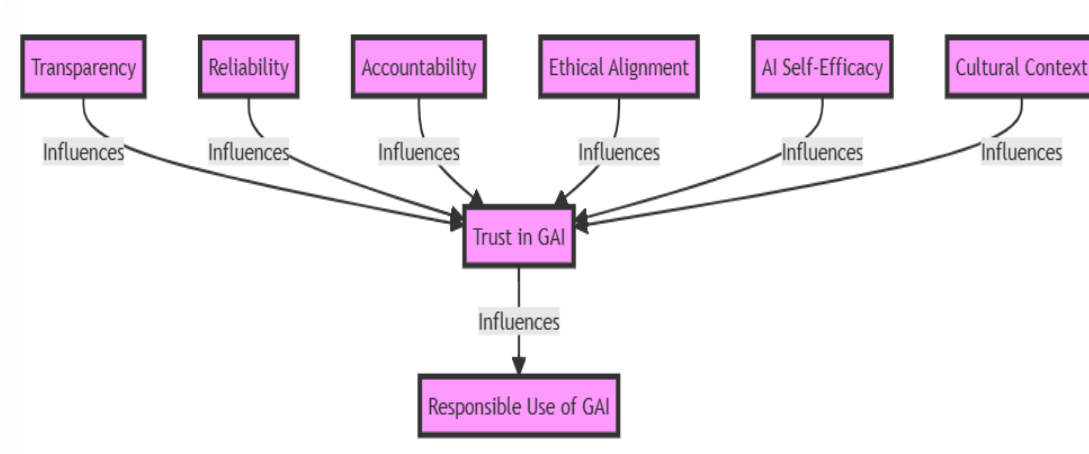 Transparency
Reliability
Accountability
Ethical Alignment
AI Self-Efficacy
Cultural Context
Influences
Influences
Influences
Influences
Influences
Influences
Trust in GAI
Influences
Responsible Use of GAI